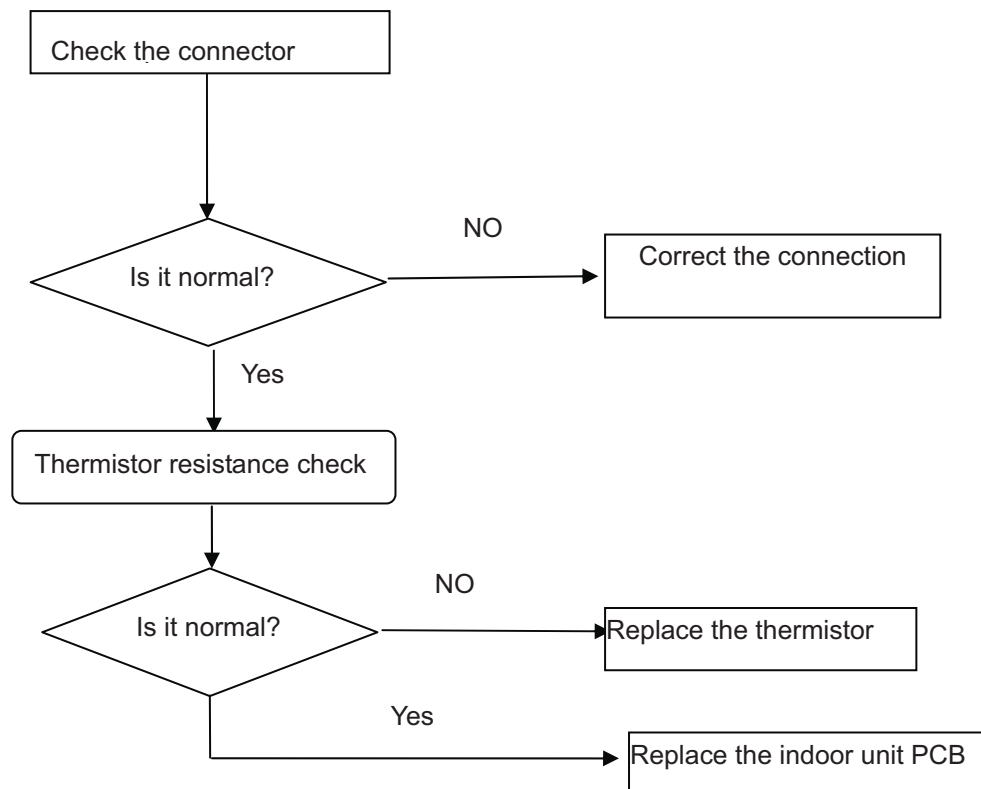 Check the connector
NO
Correct the connection
Is it normal?
Yes
Thermistor resistance check
NO
Is it normal?
Replace the thermistor
Yes
Replace the indoor unit PCB